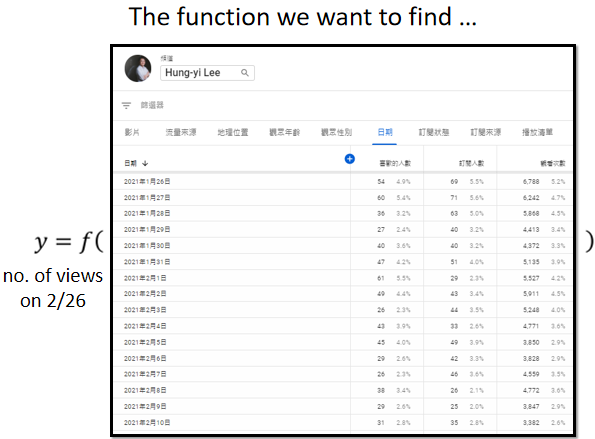 The function we want to find ...
頻道
Hung-yi Lee
篩選器
影片 流量來源 地理位置 觀眾年齡 觀眾性別 日期 訂閱狀態 訂閱來源 播放清單
日期 喜歡的人數 訂閱人數 觀看次數
2021年1月26日 54 4.9% 69 5.5% 6,788 5.2%
2021年1月27日 60 5.4% 71 5.6% 6,242 4.7%
2021年1月28日 36 3.2% 63 5.0% 5,868 4.5%
2021年1月29日 27 2.4% 40 3.2% 4,413 3.4%
2021年1月30日 40 3.6% 40 3.2% 4,372 3.3%
2021年1月31日 47 4.2% 51 4.0% 5,135 3.9%
2021年2月1日 61 5.5% 29 2.3% 5,527 4.2%
2021年2月2日 49 4.4% 43 3.4% 5,911 4.5%
2021年2月3日 26 2.3% 44 3.5% 5,248 4.0%
2021年2月4日 43 3.9% 33 2.6% 4,771 3.6%
2021年2月5日 45 4.0% 49 3.9% 3,850 2.9%
2021年2月6日 29 2.6% 42 3.3% 3,828 2.9%
2021年2月7日 26 2.3% 46 3.6% 4,559 3.5%
2021年2月8日 38 3.4% 26 2.1% 4,772 3.6%
2021年2月9日 29 2.6% 25 2.0% 3,847 2.9%
2021年2月10日 31 2.8% 35 2.8% 3,382 2.6%
y = f( )
no. of views
on 2/26